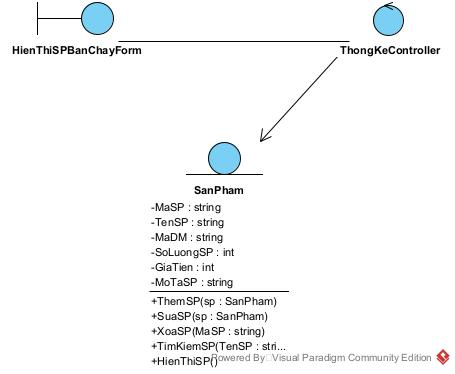 HienThiSPBanChayForm
ThongKeController
SanPham
-MaSP : string
-TenSP : string
-MaDM : string
-SoLuongSP : int
-GiaTien : int
-MoTaSP : string
+ThemSP(sp : SanPham)
+SuaSP(sp : SanPham)
+XoaSP(MaSP : string)
+TimKiemSP(TenSP : stri...
+HienThiSP()
Powered By Visual Paradigm Community Edition